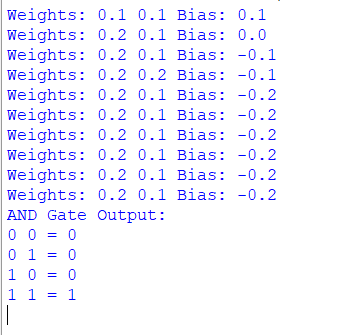 Weights: 0.1 0.1 Bias: 0.1
Weights: 0.2 0.1 Bias: 0.0
Weights: 0.2 0.1 Bias: -0.1
Weights: 0.2 0.2 Bias: -0.1
Weights: 0.2 0.1 Bias: -0.2
Weights: 0.2 0.1 Bias: -0.2
Weights: 0.2 0.1 Bias: -0.2
Weights: 0.2 0.1 Bias: -0.2
Weights: 0.2 0.1 Bias: -0.2
Weights: 0.2 0.1 Bias: -0.2
AND Gate Output:
0 0 = 0
0 1 = 0
1 0 = 0
1 1 = 1